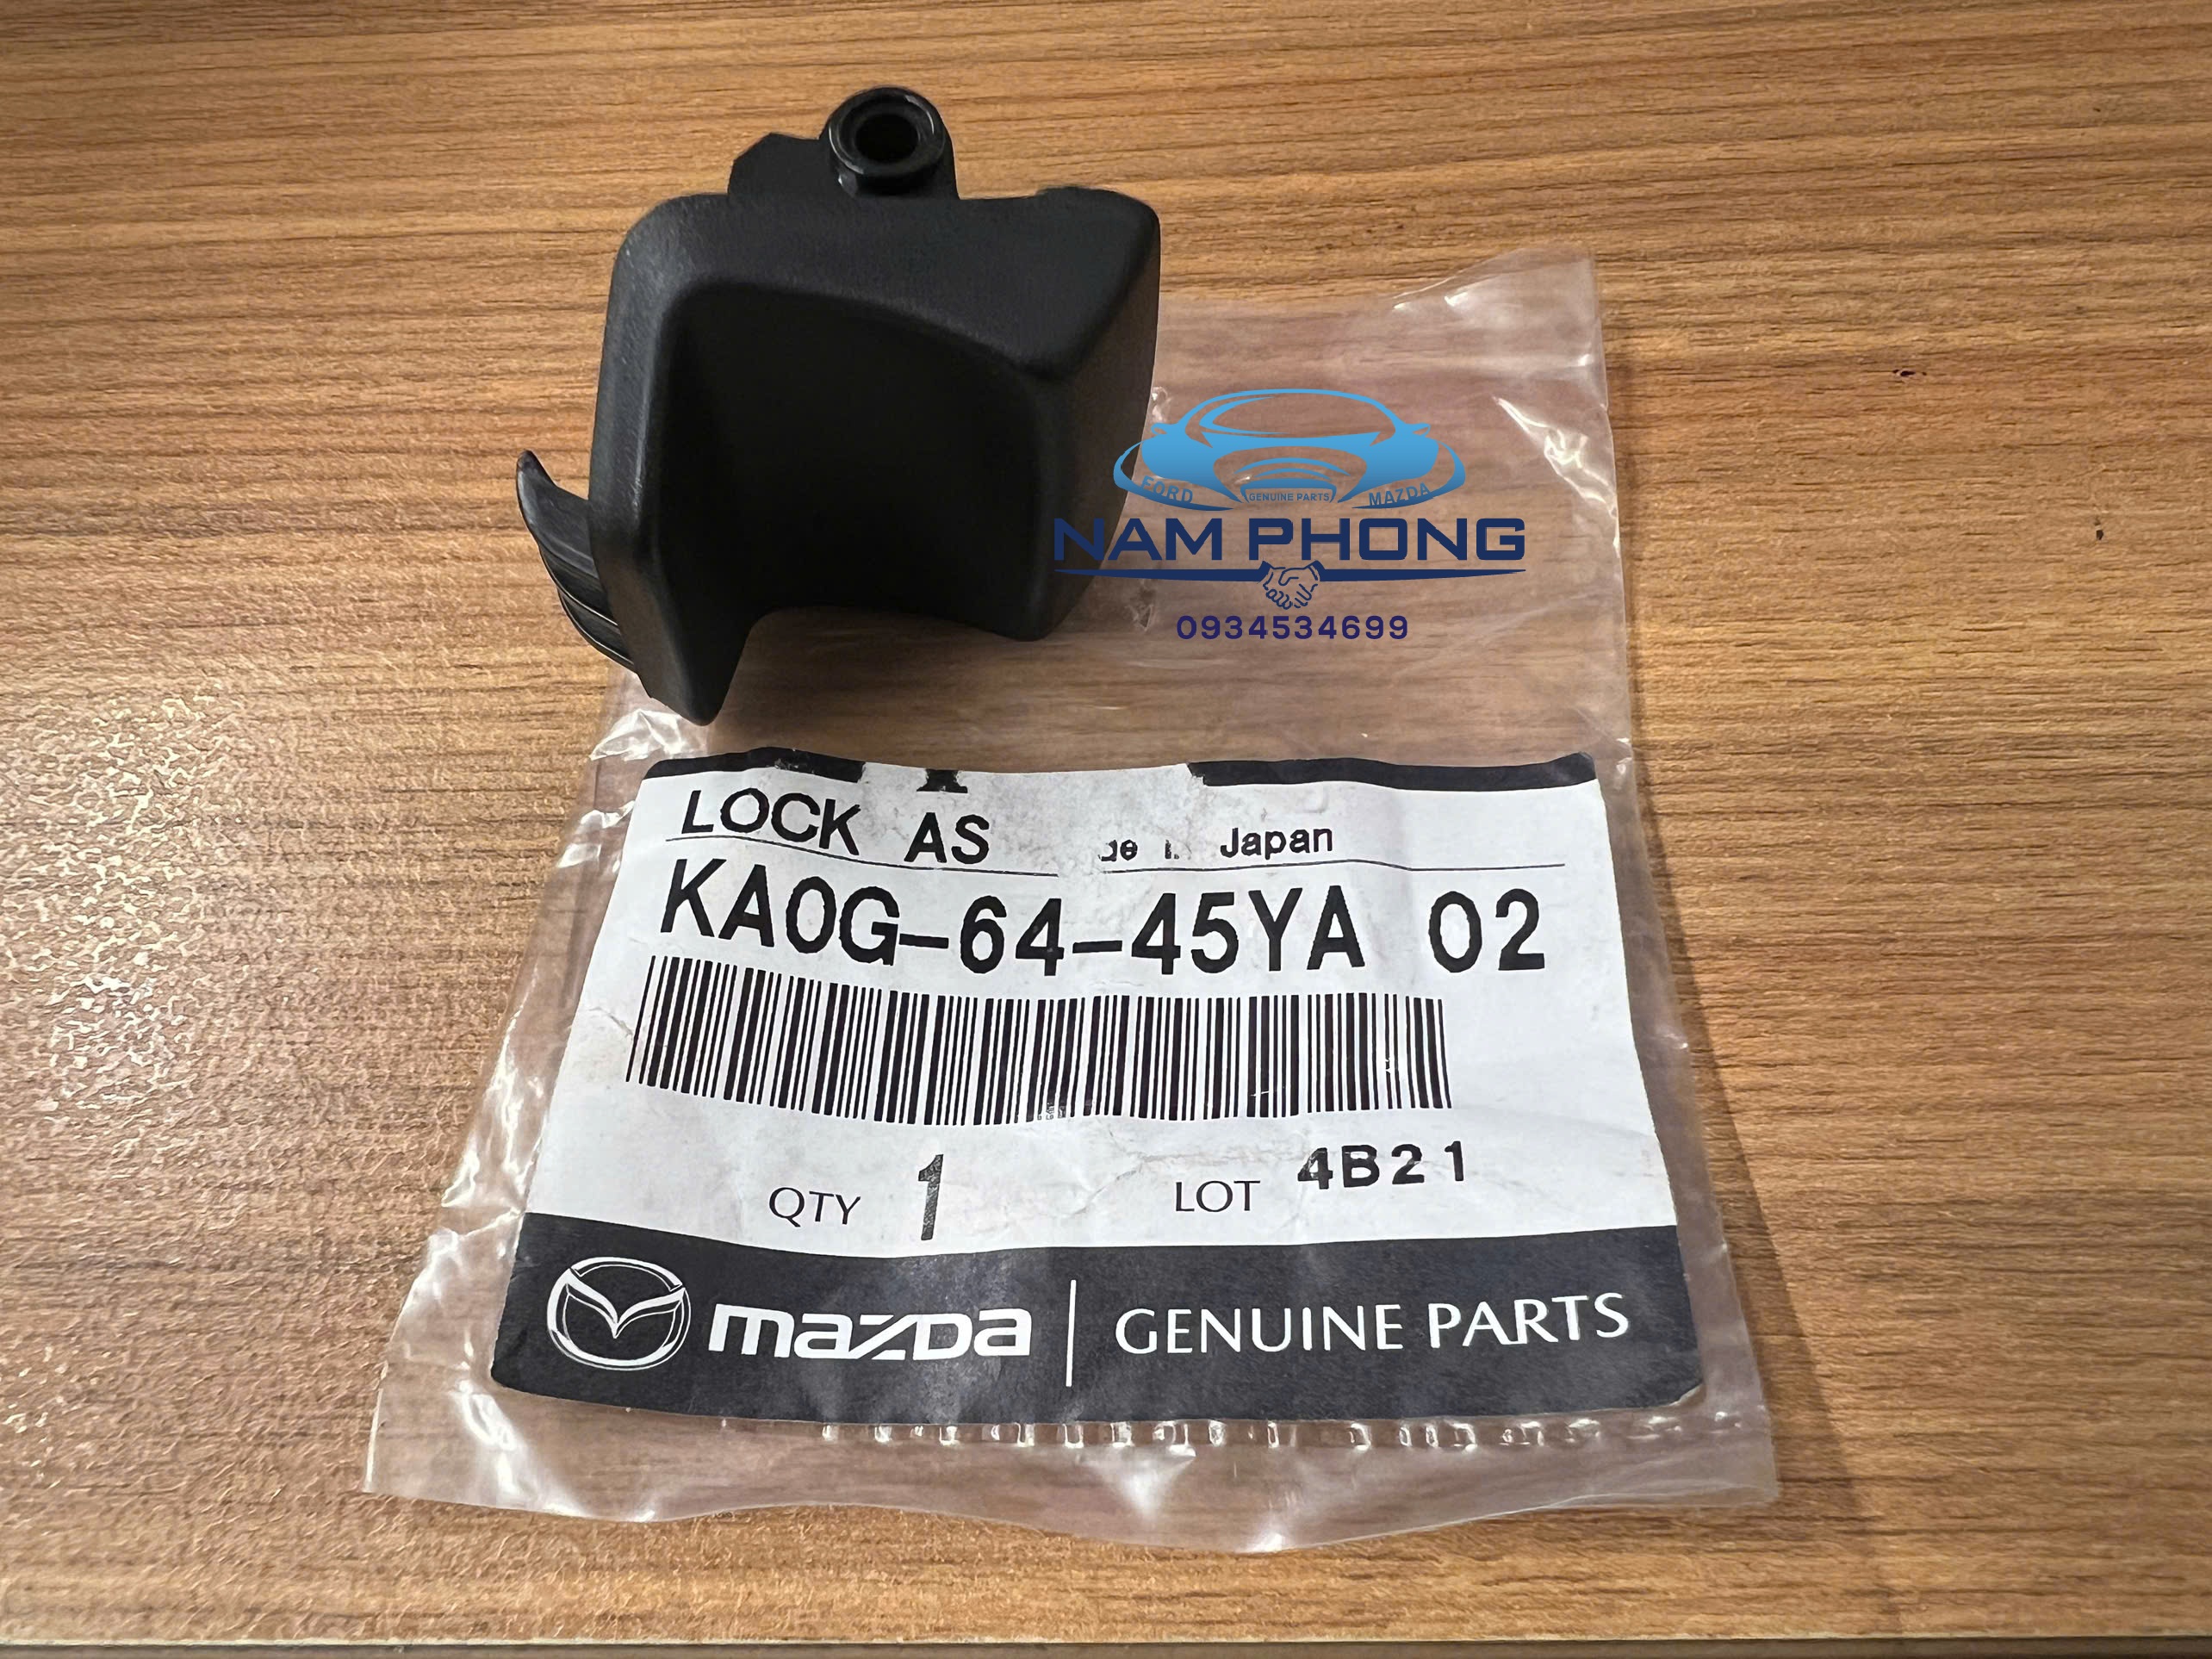 FORD GENUINE PARTS MAZDA
NAM PHONG
0934534699
LOCK AS Japan
KA0G-64-45YA 02
QTY 1 LOT 4B21
mazda GENUINE PARTS